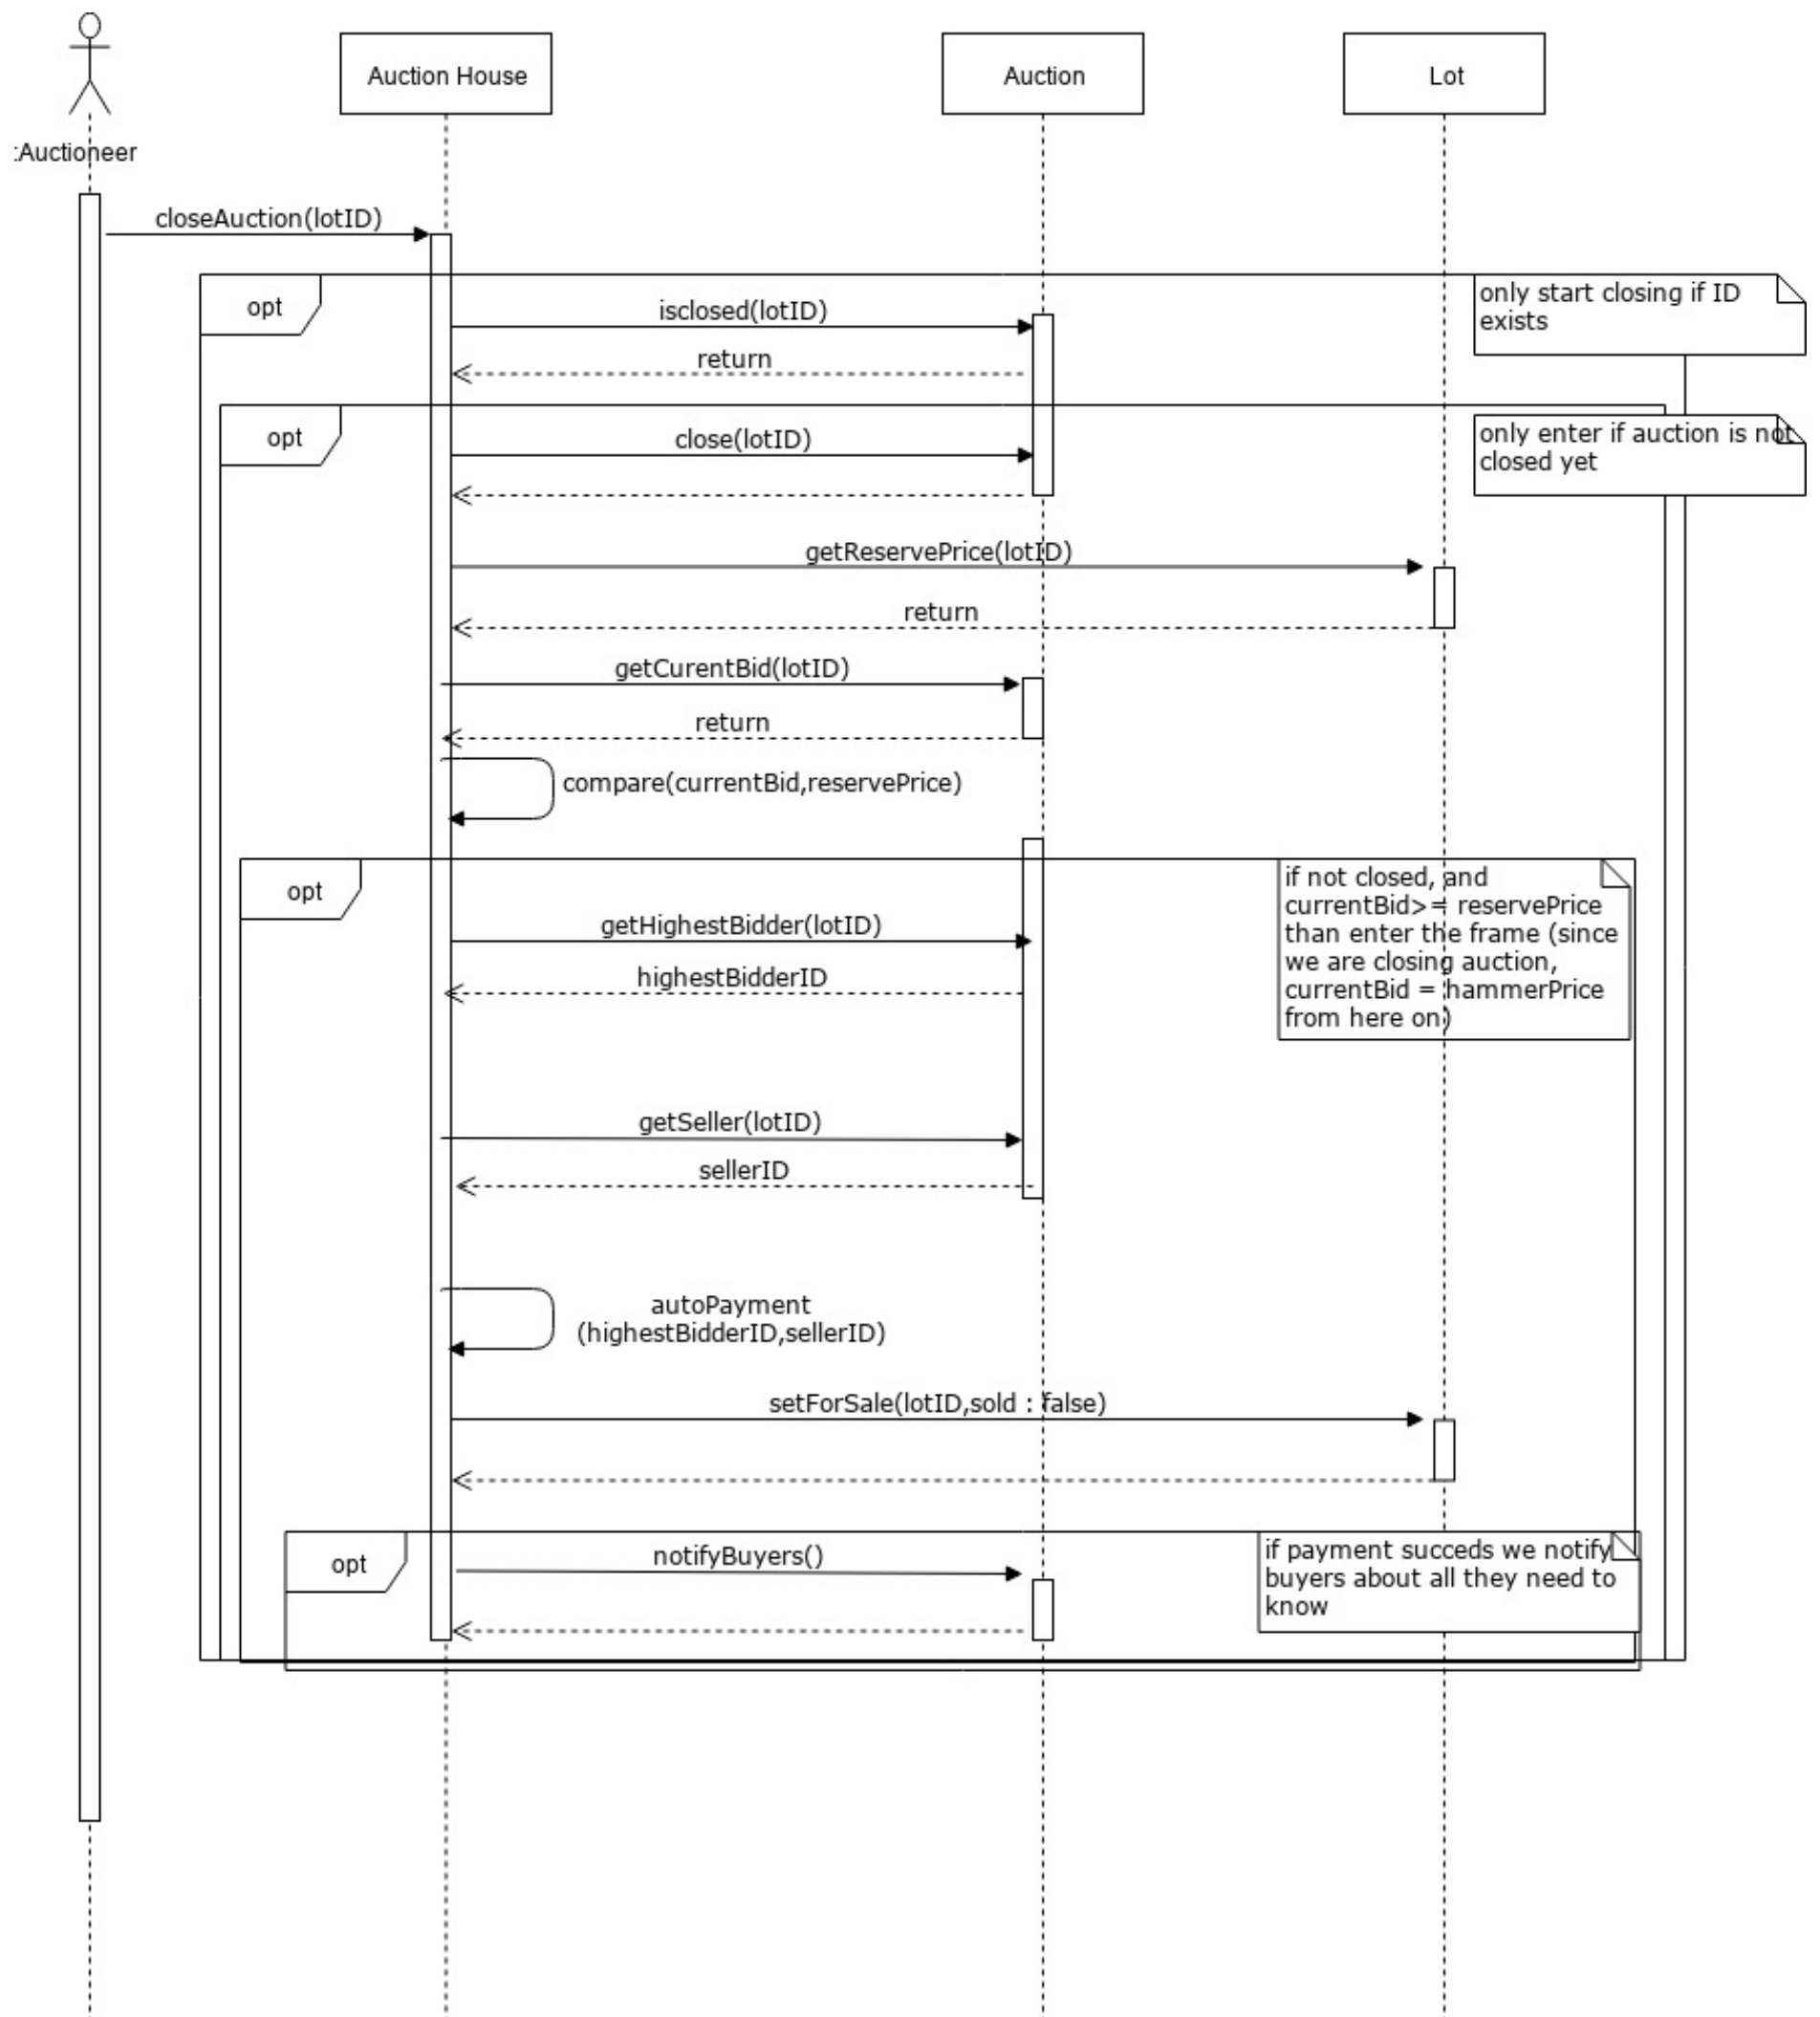 :Auctioneer
Auction House
Auction
Lot
closeAuction(lotID)
opt
only start closing if ID
exists
isclosed(lotID)
return
opt
only enter if auction is not
closed yet
close(lotID)
getReservePrice(lotID)
return
getCurentBid(lotID)
return
compare(currentBid,reservePrice)
opt
if not closed, and
currentBid>= reservePrice
than enter the frame (since
we are closing auction,
currentBid = hammerPrice
from here on)
getHighestBidder(lotID)
highestBidderID
getSeller(lotID)
sellerID
autoPayment
(highestBidderID,sellerID)
setForSale(lotID,sold : false)
opt
notifyBuyers()
if payment succeds we notify
buyers about all they need to
know